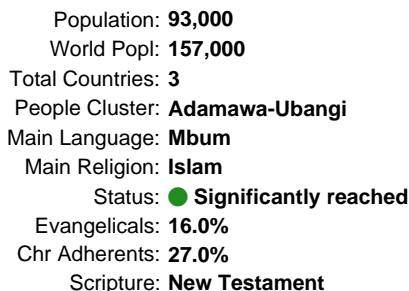 Population: 93,000
World Popl: 157,000
Total Countries: 3
People Cluster: Adamawa-Ubangi
Main Language: Mbum
Main Religion: Islam
Status: Significantly reached
Evangelicals: 16.0%
Chr Adherents: 27.0%
Scripture: New Testament